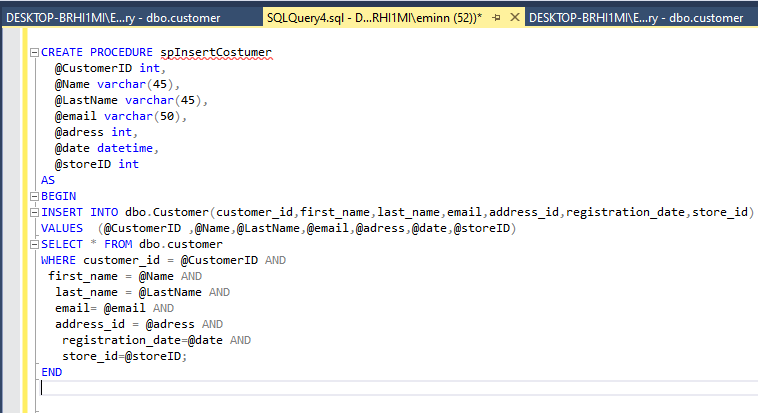 DESKTOP-BRHI1MI\E...ry - dbo.customer SQLQuery4.sql - D...RHI1MI\eminn (52))* DESKTOP-BRHI1MI\E...ry - dbo.customer
CREATE PROCEDURE spInsertCostumer
@CustomerID int,
@Name varchar(45),
@LastName varchar(45),
@email varchar(50),
@adress int,
@date datetime,
@storeID int
AS
BEGIN
INSERT INTO dbo.Customer(customer_id,first_name,last_name,email,address_id,registration_date,store_id)
VALUES (@CustomerID ,@Name,@LastName,@email,@adress,@date,@storeID)
SELECT * FROM dbo.customer
WHERE customer_id = @CustomerID AND
first_name = @Name AND
last_name = @LastName AND
email= @email AND
address_id = @adress AND
registration_date=@date AND
store_id=@storeID;
END